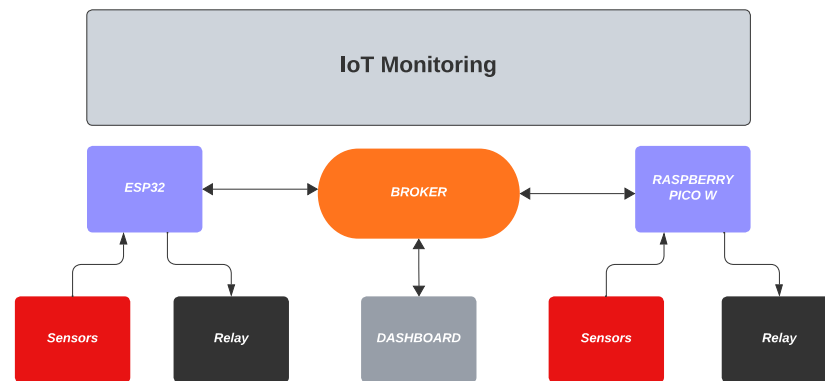 IoT Monitoring
ESP32
BROKER
RASPBERRY
PICO W
Sensors
Relay
DASHBOARD
Sensors
Relay